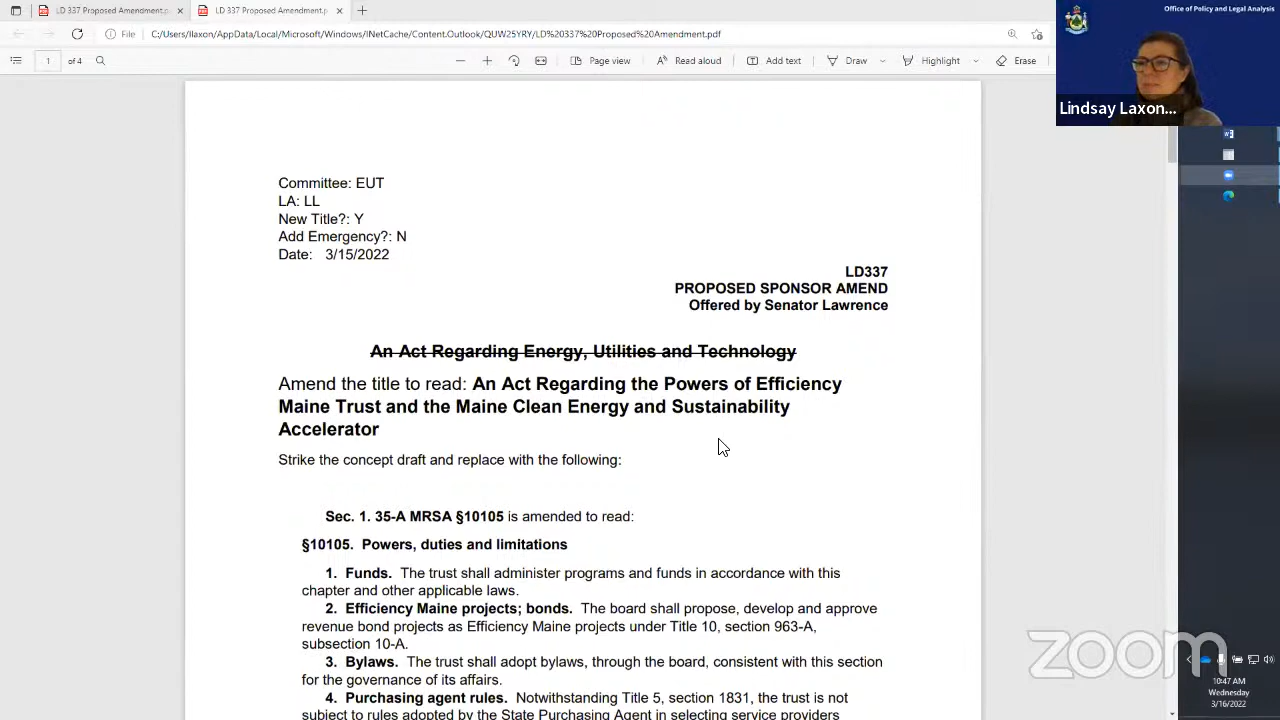 LD 337 Proposed Amendment.p
LD 337 Proposed Amendment.p
File
C:/Users/llaxon/AppData/Local/Microsoft/Windows/INetCache/Content.Outlook/QUW25YRY/LD%20337%20Proposed%20Amendment.pdf
1 of 4
Page view
Read aloud
Add text
Draw
Highlight
Erase
Office of Policy and Legal Analysis
Lindsay Laxon...
Committee: EUT
LA: LL
New Title?: Y
Add Emergency?: N
Date: 3/15/2022
LD337
PROPOSED SPONSOR AMEND
Offered by Senator Lawrence
An Act Regarding Energy, Utilities and Technology
Amend the title to read: An Act Regarding the Powers of Efficiency
Maine Trust and the Maine Clean Energy and Sustainability
Accelerator
Strike the concept draft and replace with the following:
Sec. 1. 35-A MRSA §10105 is amended to read:
§10105. Powers, duties and limitations
1. Funds. The trust shall administer programs and funds in accordance with this
chapter and other applicable laws.
2. Efficiency Maine projects; bonds. The board shall propose, develop and approve
revenue bond projects as Efficiency Maine projects under Title 10, section 963-A,
subsection 10-A.
3. Bylaws. The trust shall adopt bylaws, through the board, consistent with this section
for the governance of its affairs.
4. Purchasing agent rules. Notwithstanding Title 5, section 1831, the trust is not
subject to rules adopted by the State Purchasing Agent in selecting service providers
zoom
10:47 AM
Wednesday
3/16/2022